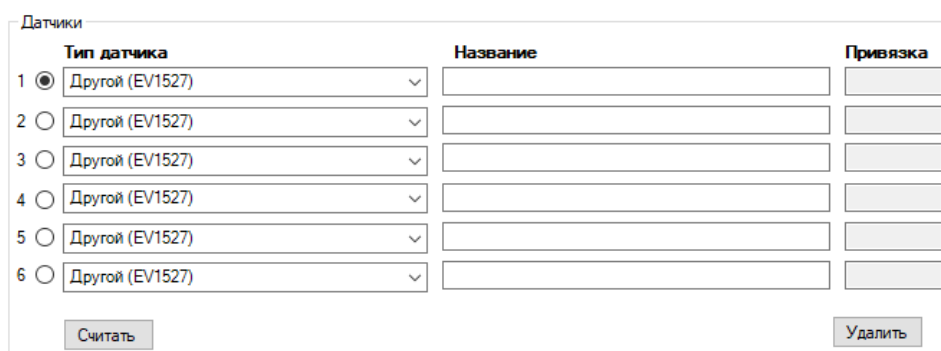 Датчики
Тип датчика Название Привязка
1 Другой (EV1527)
2 Другой (EV1527)
3 Другой (EV1527)
4 Другой (EV1527)
5 Другой (EV1527)
6 Другой (EV1527)
Считать Удалить